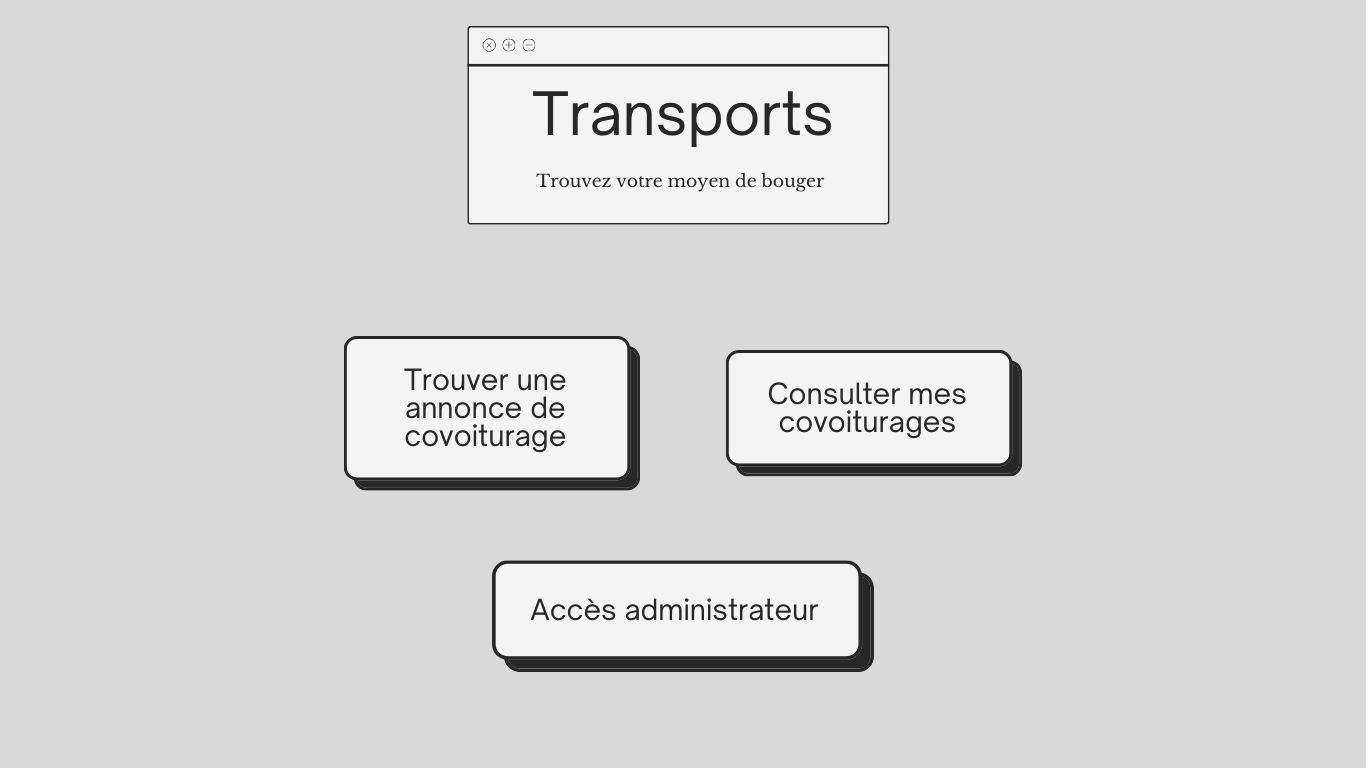 Transports
Trouvez votre moyen de bouger
Trouver une
annonce de
covoiturage
Consulter mes
covoiturages
Accès administrateur